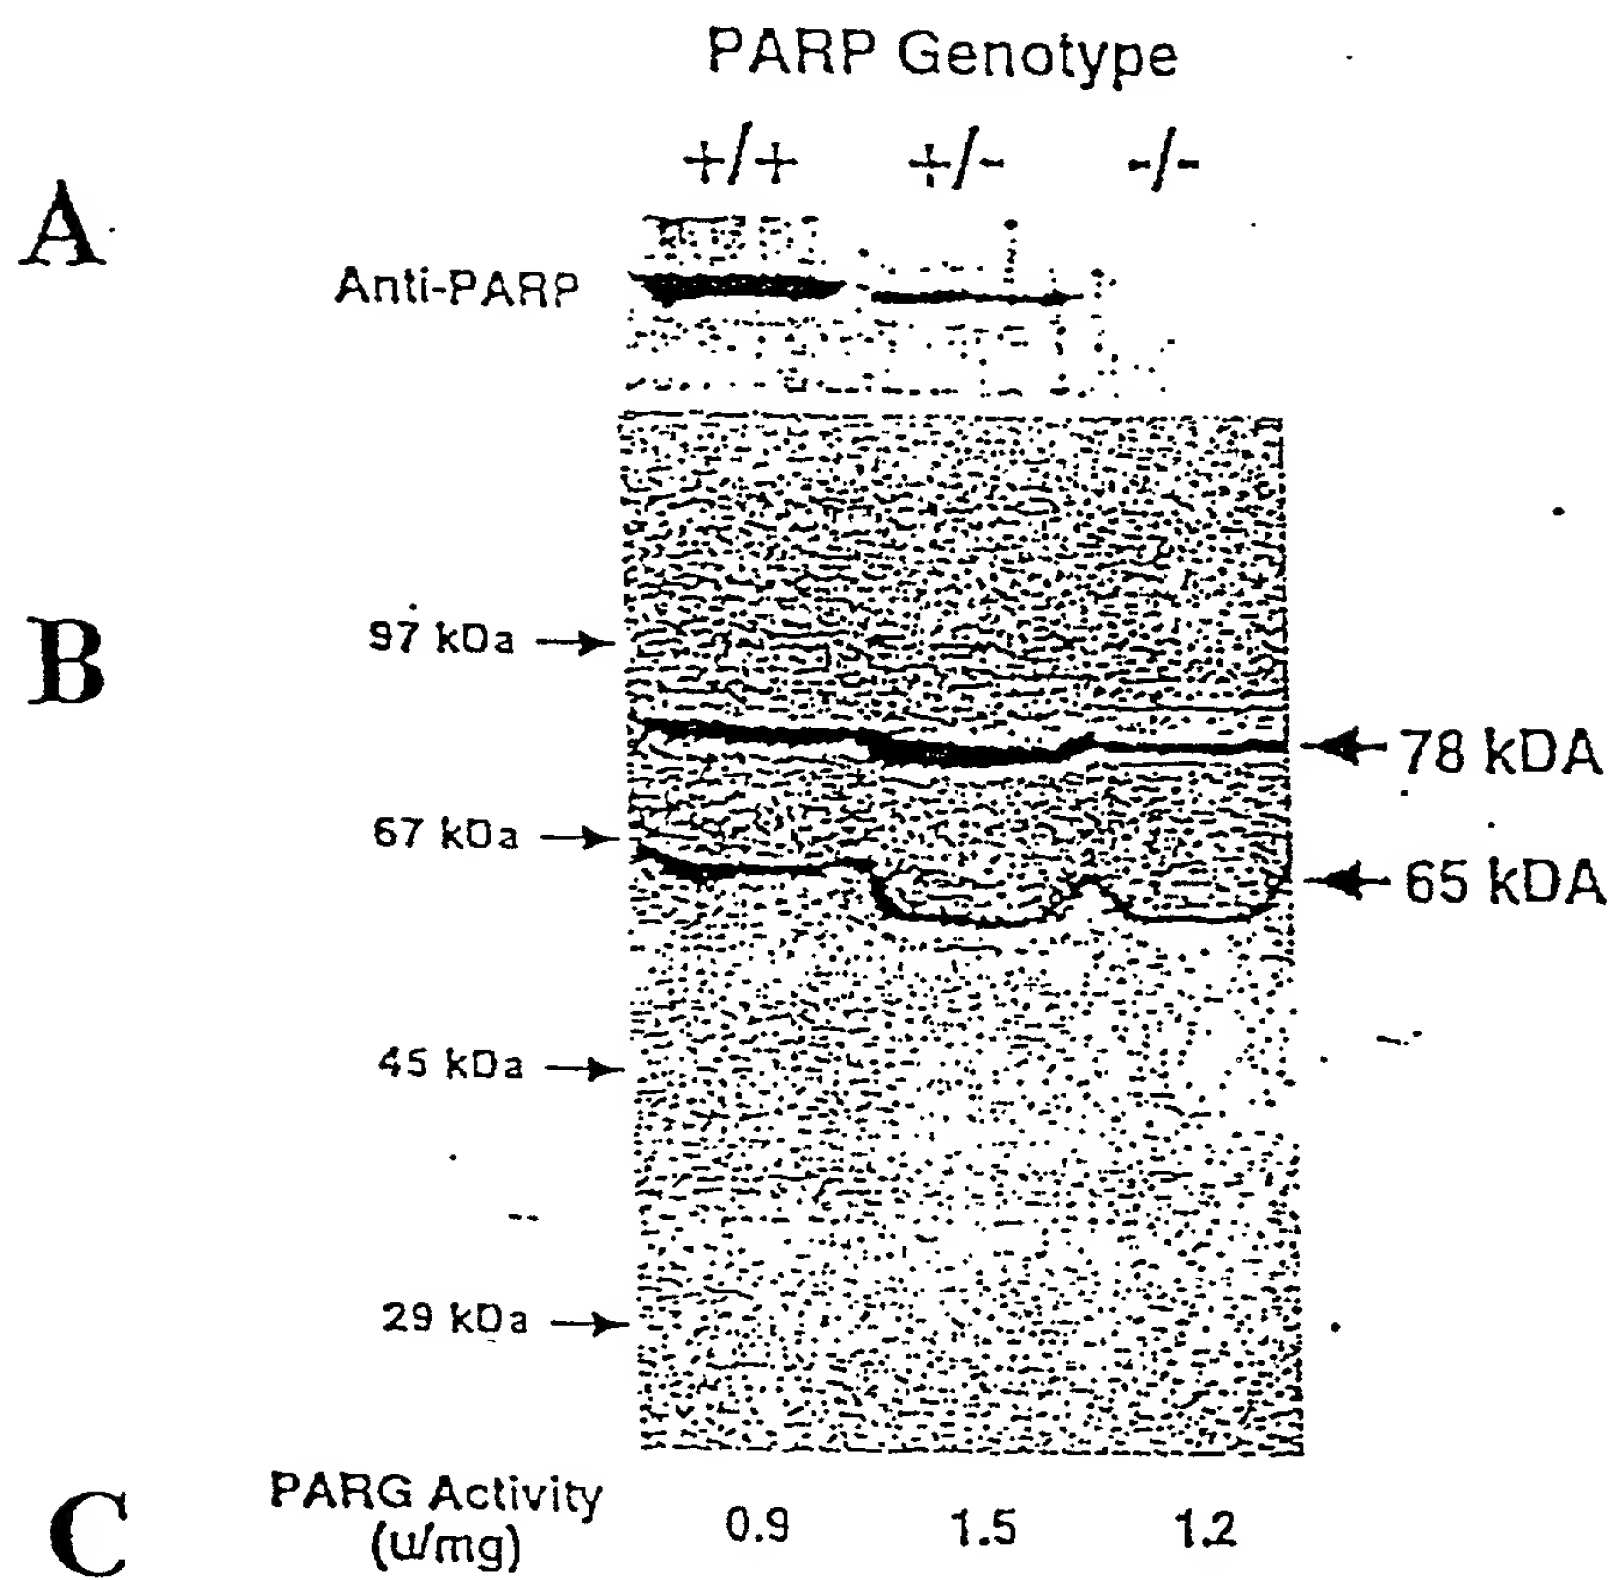 PARP Genotype
+/+ +/- -/-
A
Anti-PARP
B
97 kDa
78 kDA
67 kDa
65 kDA
45 kDa
29 kDa
C
PARG Activity
(u/mg)
0.9 1.5 1.2